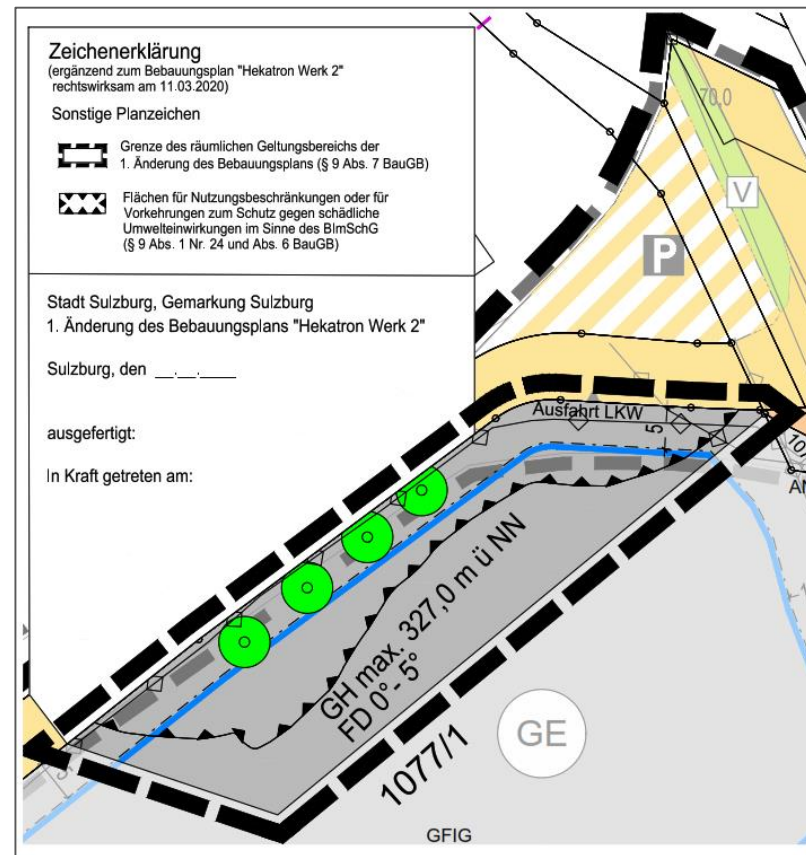 Zeichenerklärung
(ergänzend zum Bebauungsplan "Hekatron Werk 2"
rechtswirksam am 11.03.2020)
Sonstige Planzeichen
Grenze des räumlichen Geltungsbereichs der
1. Änderung des Bebauungsplans (§ 9 Abs. 7 BauGB)
Flächen für Nutzungsbeschränkungen oder für
Vorkehrungen zum Schutz gegen schädliche
Umwelteinwirkungen im Sinne des BImSchG
(§ 9 Abs. 1 Nr. 24 und Abs. 6 BauGB)
Stadt Sulzburg, Gemarkung Sulzburg
1. Änderung des Bebauungsplans "Hekatron Werk 2"
Sulzburg, den __.__.____
ausgefertigt:
In Kraft getreten am:
70,0
V
P
Ausfahrt LKW
5
107
GH max. 327,0 m ü NN
FD 0°- 5°
GE
1077/1
5
GFIG